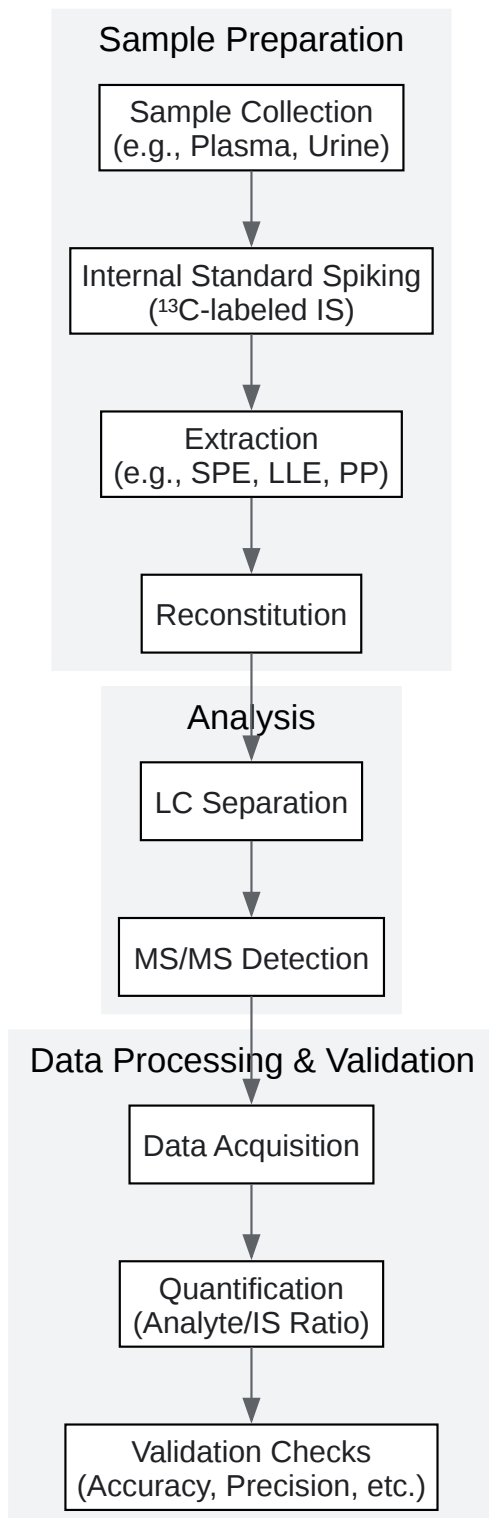 Sample Preparation
Sample Collection
(e.g., Plasma, Urine)
Internal Standard Spiking
(¹³C-labeled IS)
Extraction
(e.g., SPE, LLE, PP)
Reconstitution
Analysis
LC Separation
MS/MS Detection
Data Processing & Validation
Data Acquisition
Quantification
(Analyte/IS Ratio)
Validation Checks
(Accuracy, Precision, etc.)